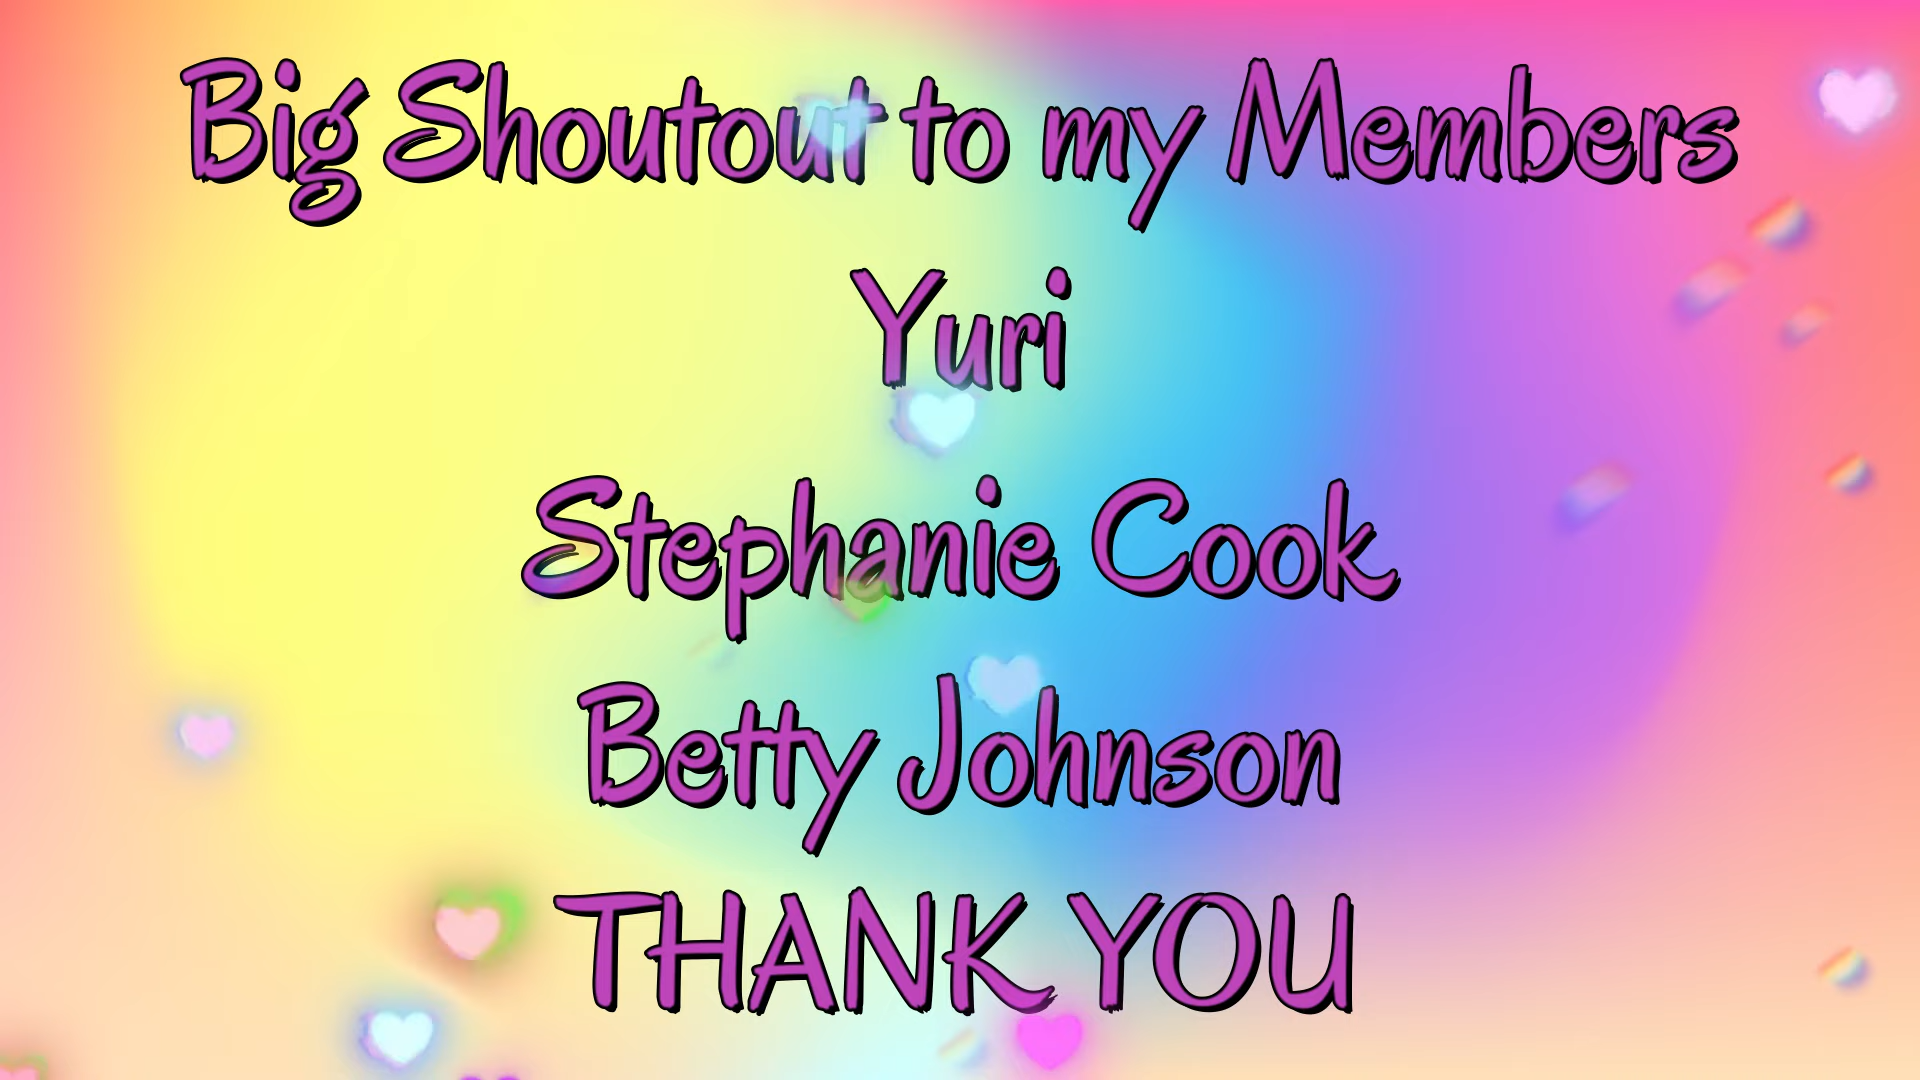 Big Shoutout to my Members
Yuri
Stephanie Cook
Betty Johnson
THANK YOU